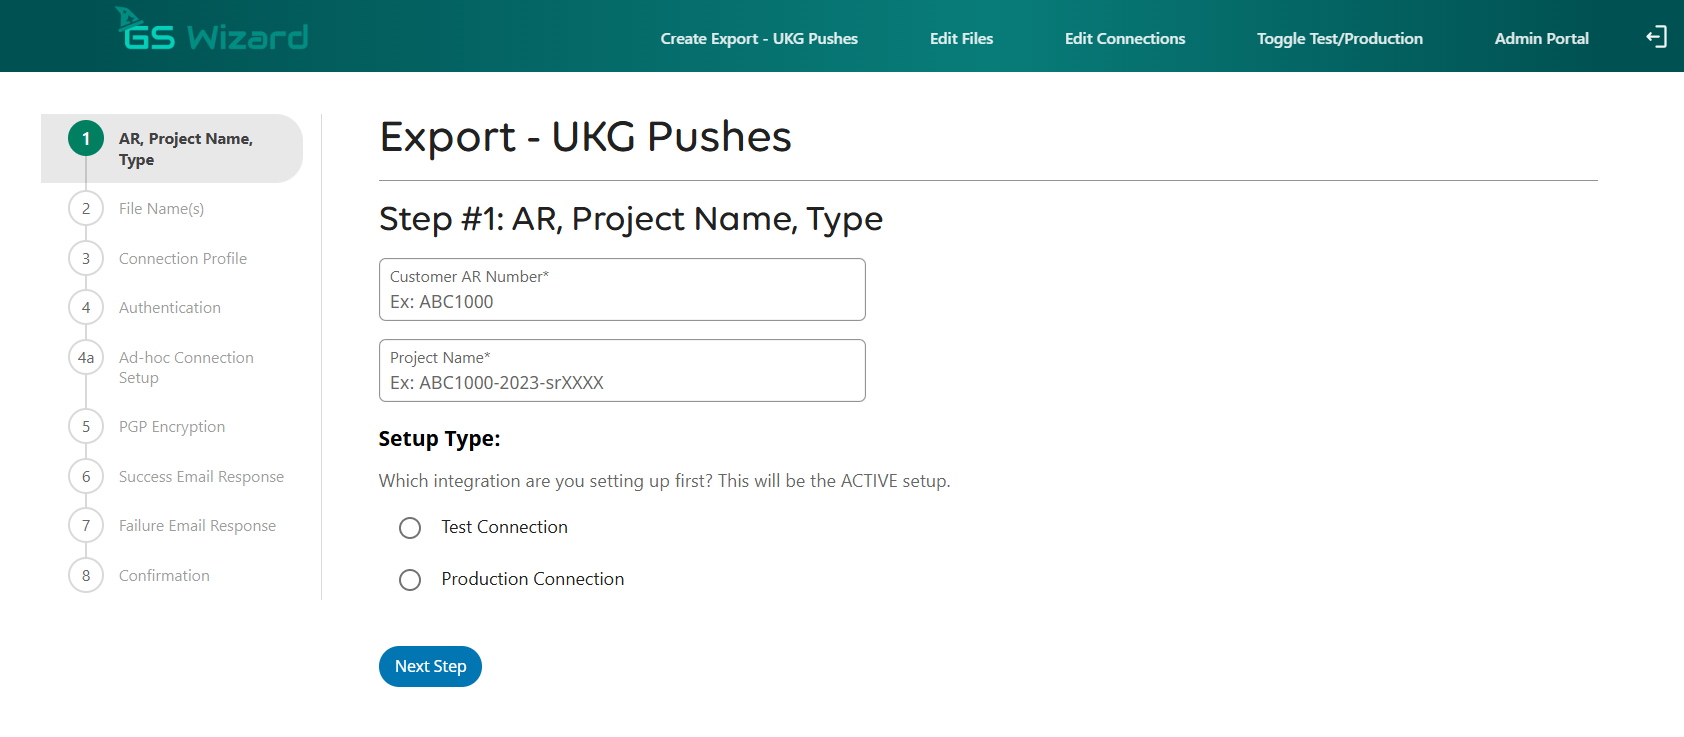 GS Wizard
Create Export - UKG Pushes
Edit Files
Edit Connections
Toggle Test/Production
Admin Portal
1
AR, Project Name,
Type
2
File Name(s)
3
Connection Profile
4
Authentication
4a
Ad-hoc Connection
Setup
5
PGP Encryption
6
Success Email Response
7
Failure Email Response
8
Confirmation
Export - UKG Pushes
Step #1: AR, Project Name, Type
Customer AR Number*
Ex: ABC1000
Project Name*
Ex: ABC1000-2023-srXXXX
Setup Type:
Which integration are you setting up first? This will be the ACTIVE setup.
Test Connection
Production Connection
Next Step